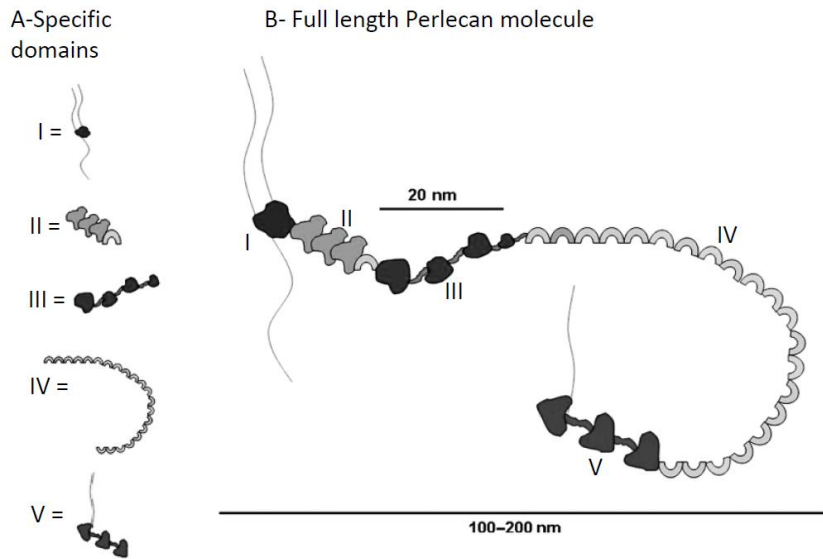 A-Specific
domains
B- Full length Perlecan molecule
I =
II =
III =
IV =
V =
20 nm
I
II
III
IV
V
100–200 nm